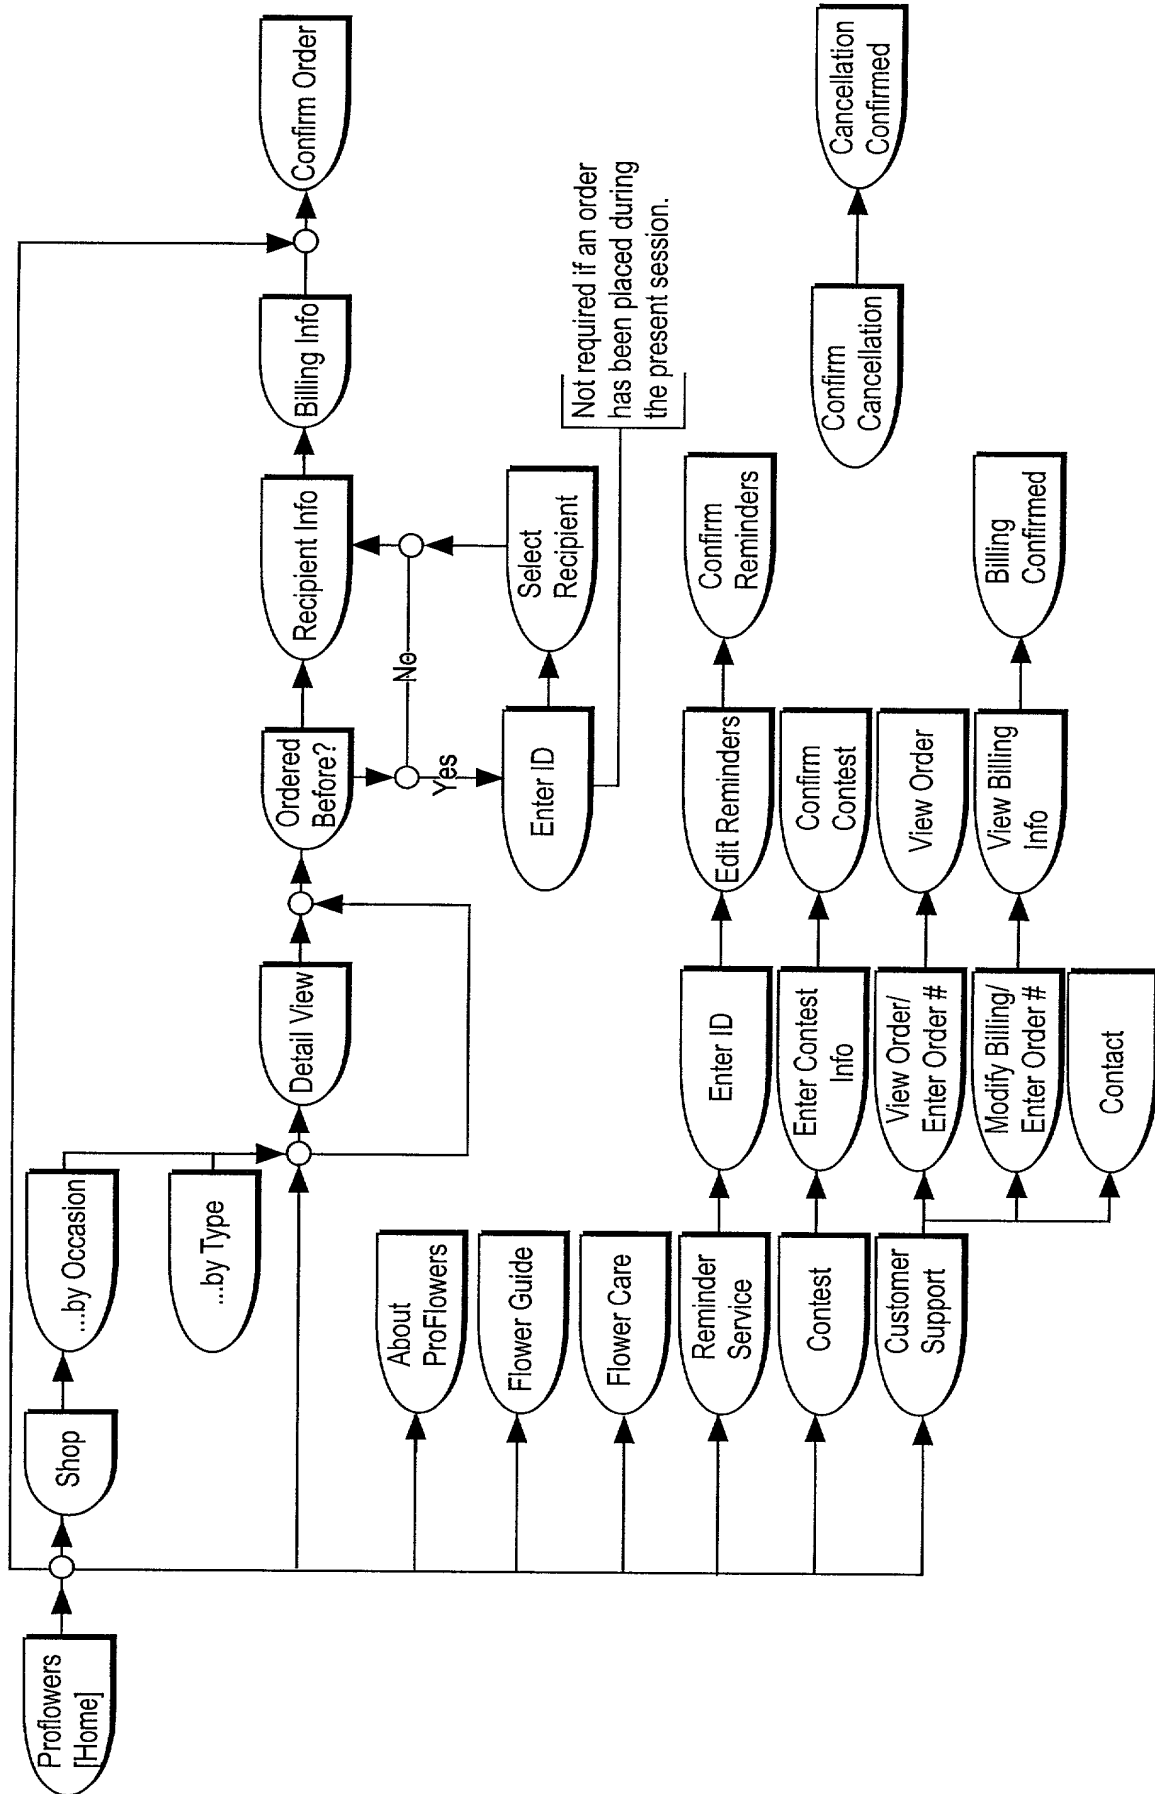 Proflowers
[Home]
Shop
...by Occasion
...by Type
Detail View
Ordered
Before?
Recipient Info
Billing Info
Confirm Order
No
Yes
Enter ID
Select
Recipient
Not required if an order
has been placed during
the present session.
About
ProFlowers
Flower Guide
Flower Care
Reminder
Service
Enter ID
Edit Reminders
Confirm
Reminders
Contest
Enter Contest
Info
Confirm
Contest
Customer
Support
View Order/
Enter Order #
View Order
Modify Billing/
Enter Order #
View Billing
Info
Billing
Confirmed
Contact
Confirm
Cancellation
Cancellation
Confirmed